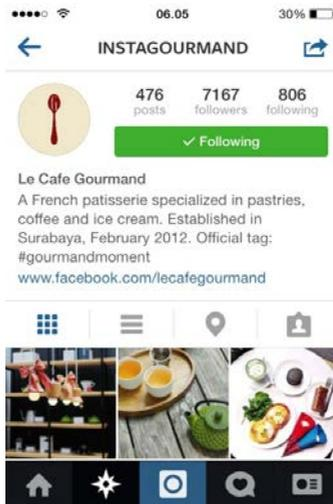 06.05 30%
INSTAGOURMAND
476 7167 806
posts followers following
✓ Following
Le Cafe Gourmand
A French patisserie specialized in pastries,
coffee and ice cream. Established in
Surabaya, February 2012. Official tag:
#gourmandmoment
www.facebook.com/lecafegourmand